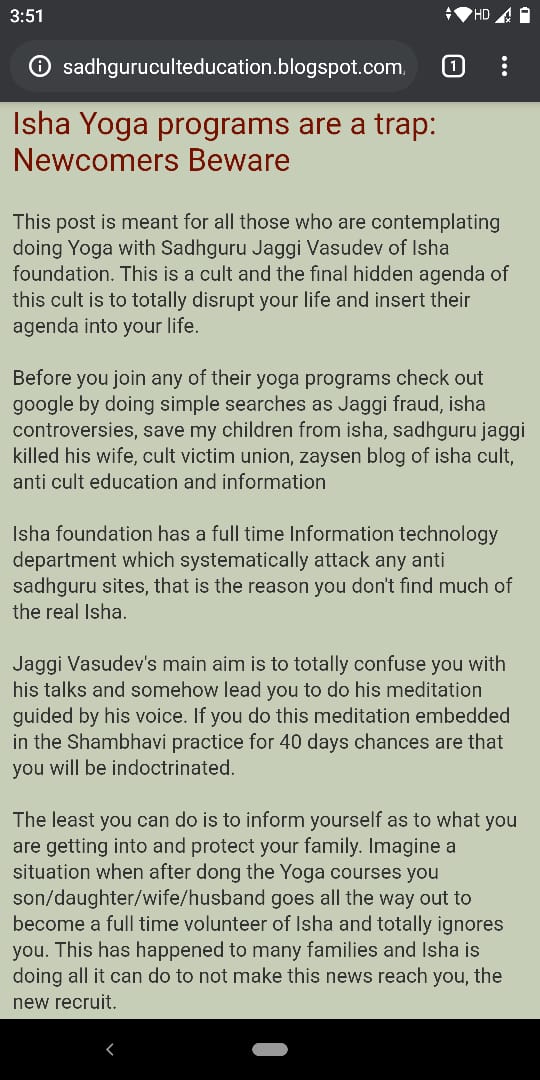 3:51
HD
sadhguruculteducation.blogspot.com,
1
Isha Yoga programs are a trap:
Newcomers Beware
This post is meant for all those who are contemplating
doing Yoga with Sadhguru Jaggi Vasudev of Isha
foundation. This is a cult and the final hidden agenda of
this cult is to totally disrupt your life and insert their
agenda into your life.
Before you join any of their yoga programs check out
google by doing simple searches as Jaggi fraud, isha
controversies, save my children from isha, sadhguru jaggi
killed his wife, cult victim union, zaysen blog of isha cult,
anti cult education and information
Isha foundation has a full time Information technology
department which systematically attack any anti
sadhguru sites, that is the reason you don't find much of
the real Isha.
Jaggi Vasudev's main aim is to totally confuse you with
his talks and somehow lead you to do his meditation
guided by his voice. If you do this meditation embedded
in the Shambhavi practice for 40 days chances are that
you will be indoctrinated.
The least you can do is to inform yourself as to what you
are getting into and protect your family. Imagine a
situation when after dong the Yoga courses you
son/daughter/wife/husband goes all the way out to
become a full time volunteer of Isha and totally ignores
you. This has happened to many families and Isha is
doing all it can do to not make this news reach you, the
new recruit.